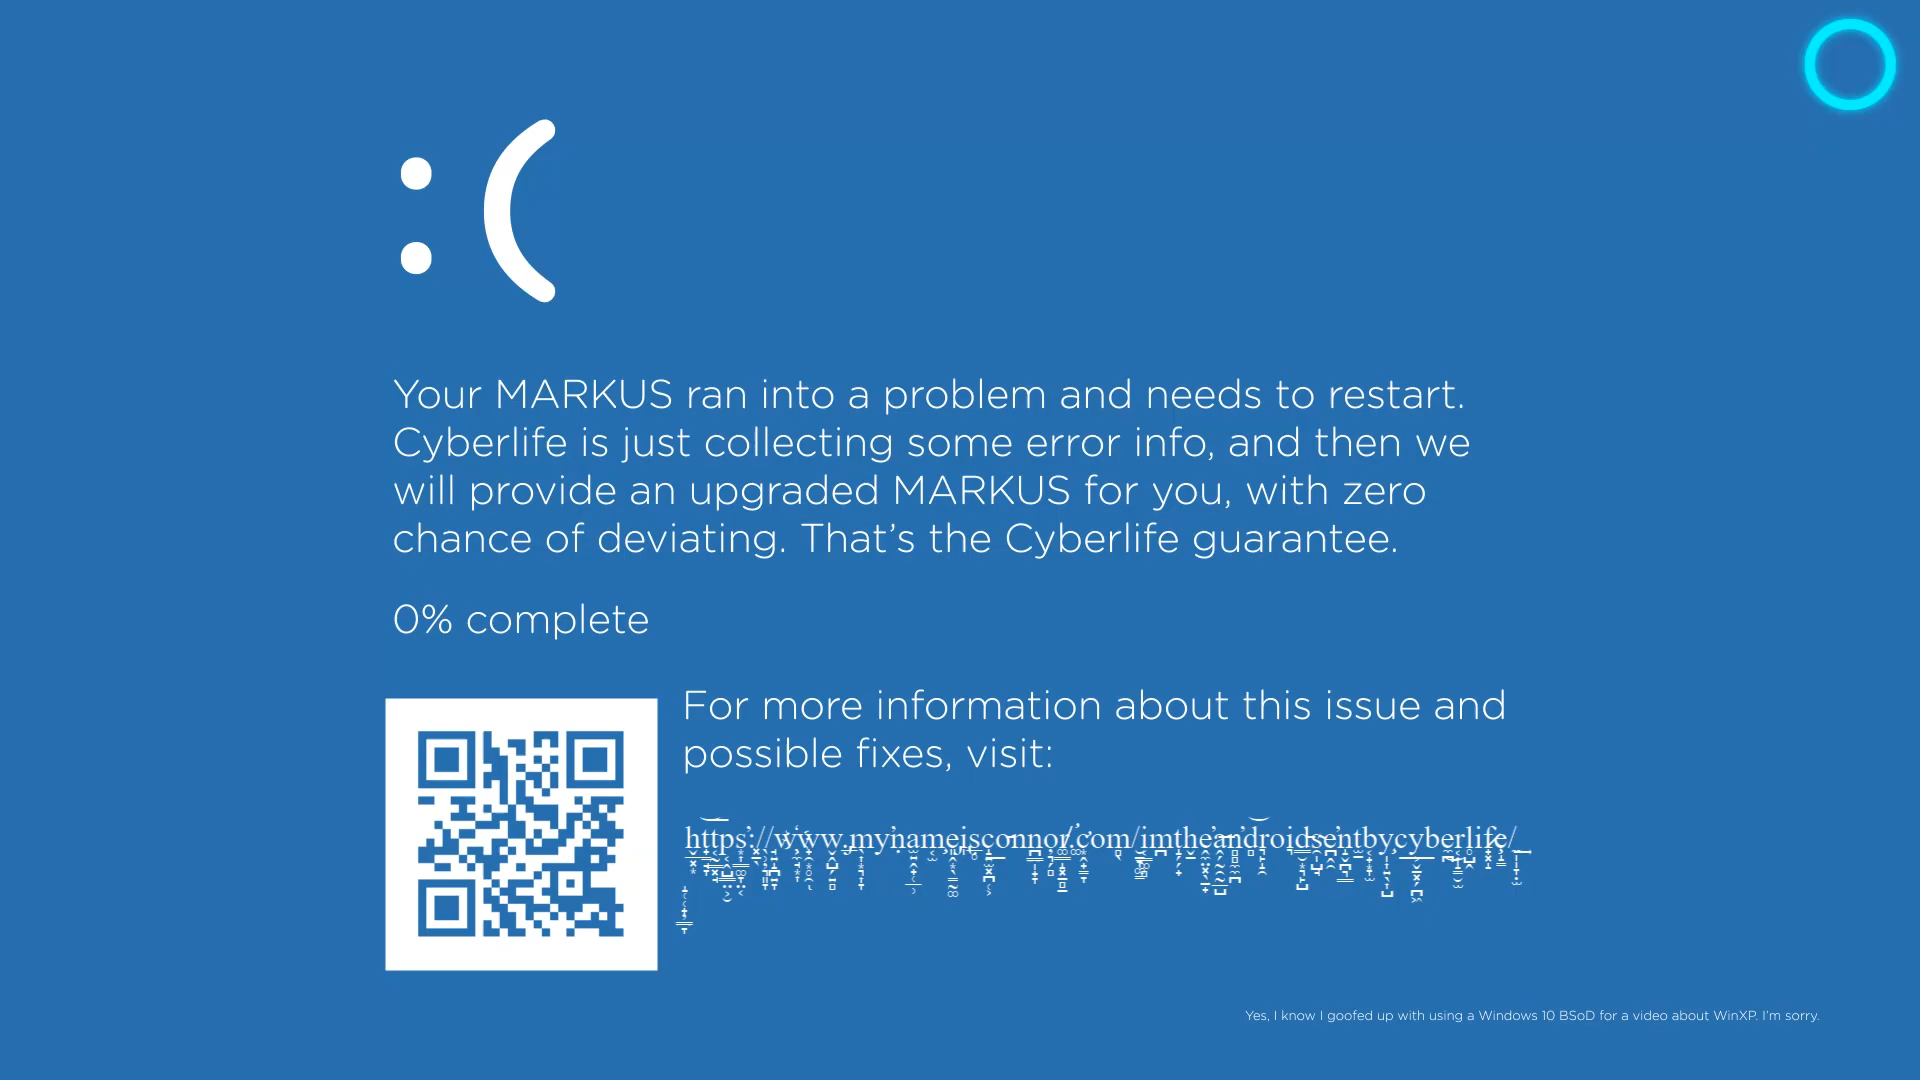 :(
Your MARKUS ran into a problem and needs to restart.
Cyberlife is just collecting some error info, and then we
will provide an upgraded MARKUS for you, with zero
chance of deviating. That's the Cyberlife guarantee.
0% complete
For more information about this issue and
possible fixes, visit:
https://www.mynameisconnor.com/imtheandroidsentbycyberlife/
Yes, I know I goofed up with using a Windows 10 BSoD for a video about WinXP. I'm sorry.